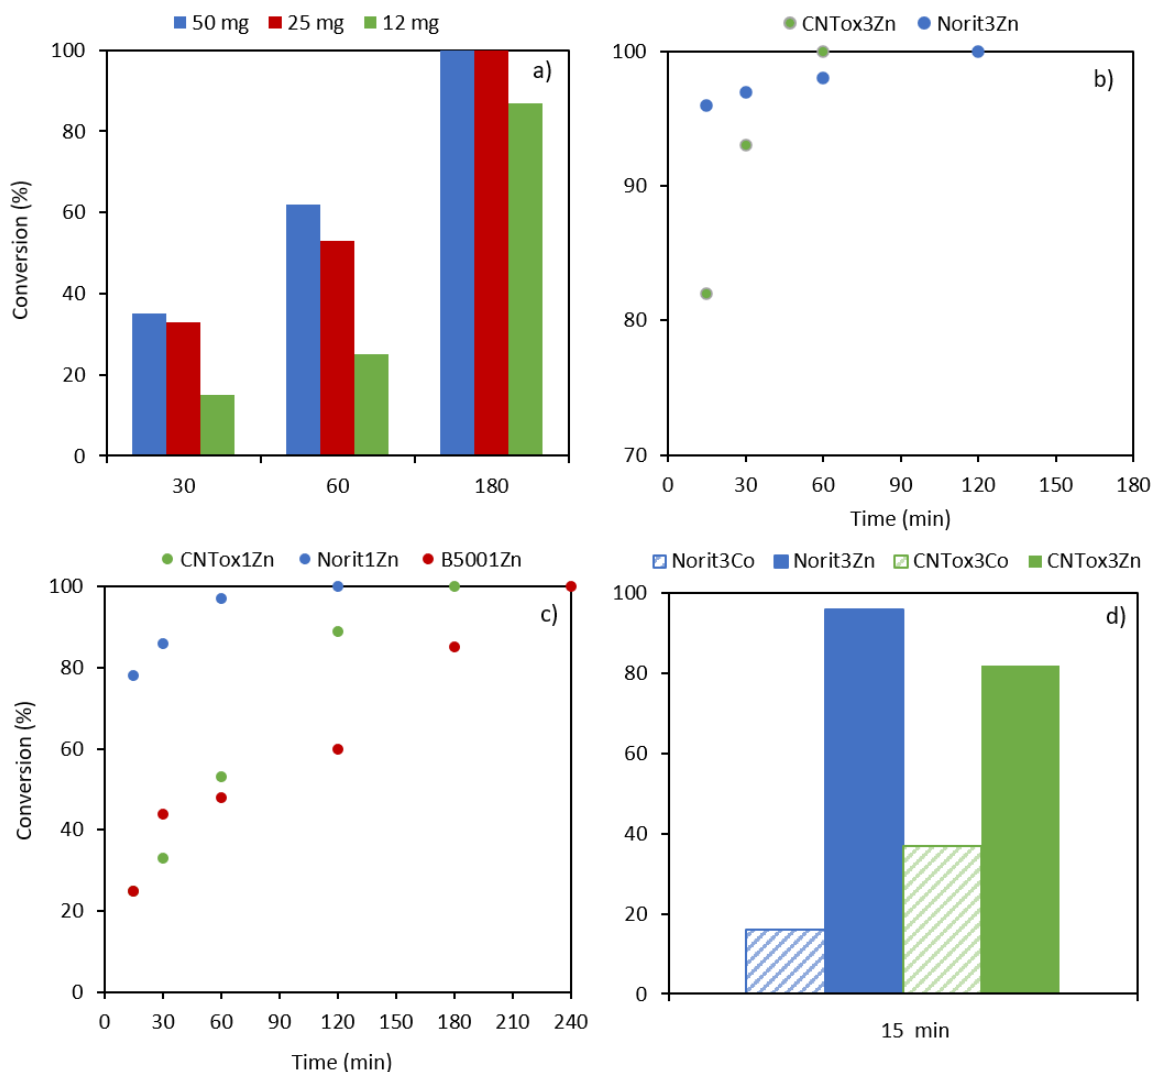 50 mg 25 mg 12 mg
a)
100
80
60
40
20
0
Conversion (%)
30 60 180
CNTox3Zn Norit3Zn
b)
100
90
80
70
0 30 60 90 120 150 180
Time (min)
CNTox1Zn Norit1Zn B5001Zn
c)
100
80
60
40
20
0
Conversion (%)
0 30 60 90 120 150 180 210 240
Time (min)
Norit3Co Norit3Zn CNTox3Co CNTox3Zn
d)
100
80
60
40
20
0
15 min